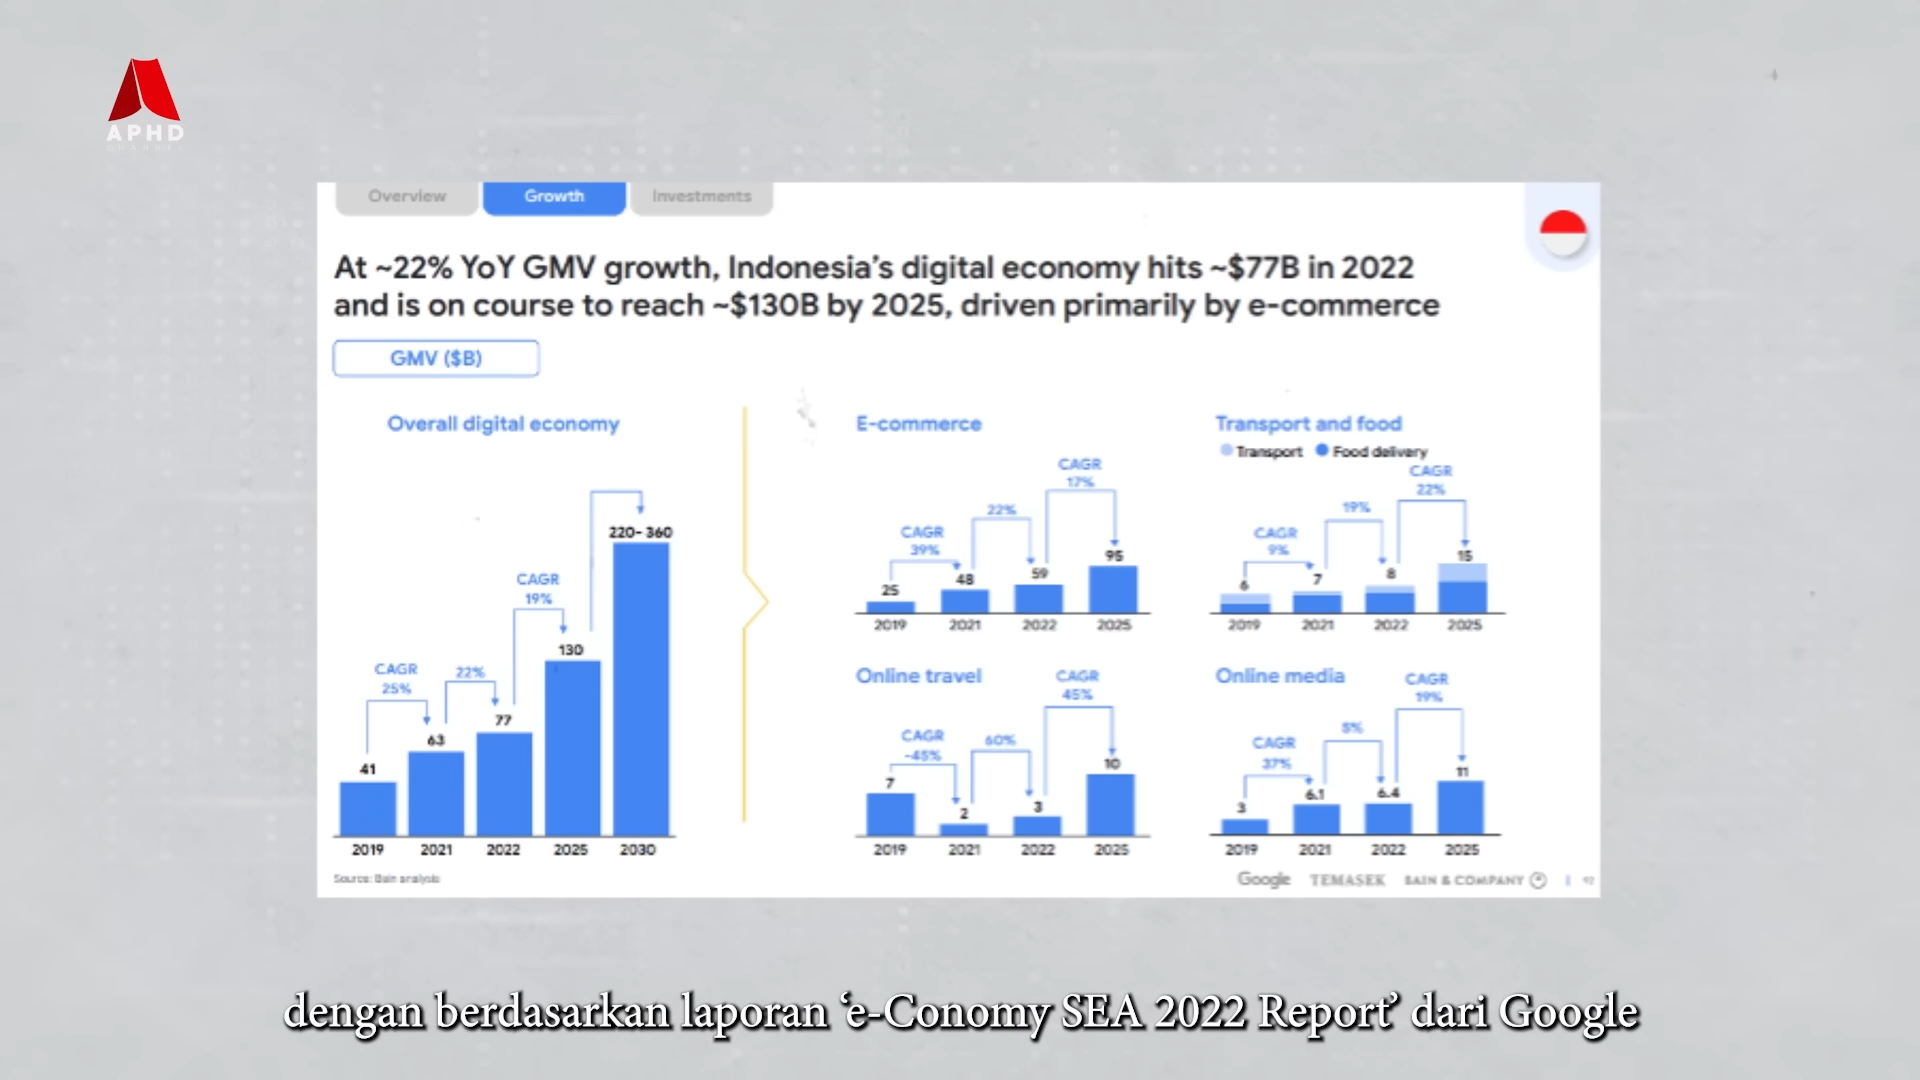 APHD
Overview
Growth
Investments
At ~22% YoY GMV growth, Indonesia's digital economy hits ~$77B in 2022
and is on course to reach ~$130B by 2025, driven primarily by e-commerce
GMV ($B)
Overall digital economy
220-360
CAGR
19%
130
CAGR
25%
22%
77
63
41
2019 2021 2022 2025 2030
E-commerce
CAGR
17%
22%
CAGR
39%
95
59
48
25
2019 2021 2022 2025
Transport and food
Transport Food delivery
CAGR
22%
19%
CAGR
9%
15
8
7
6
2019 2021 2022 2025
Online travel
CAGR
45%
CAGR
-45%
60%
10
7
3
2
2019 2021 2022 2025
Online media
CAGR
19%
5%
CAGR
37%
11
6.4
6.1
3
2019 2021 2022 2025
Source: Bain analysis
Google TEMASEK BAIN & COMPANY 92
dengan berdasarkan laporan ‘e-Conomy SEA 2022 Report’ dari Google